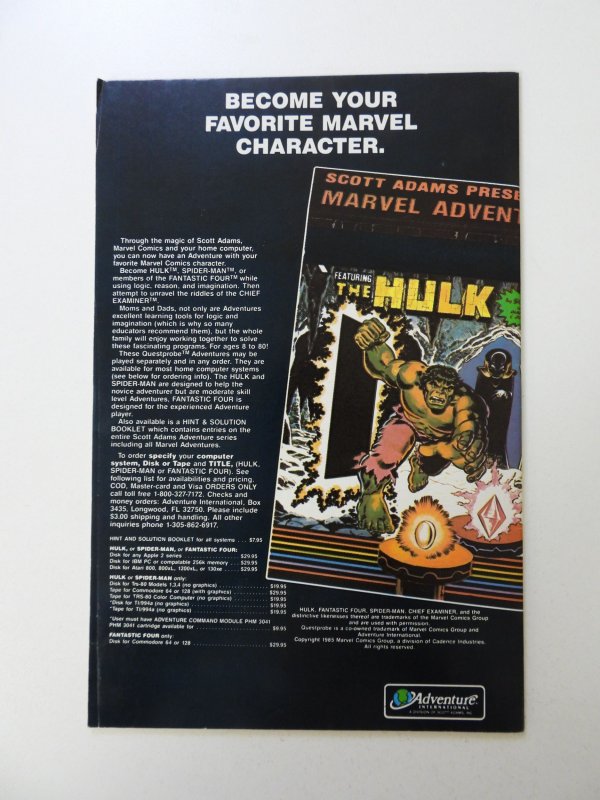 BECOME YOUR
FAVORITE MARVEL
CHARACTER.
SCOTT ADAMS PRESE
MARVEL ADVENT
FEATURING
THE HULK
Through the magic of Scott Adams,
Marvel Comics and your home computer,
you can now have an Adventure with your
favorite Marvel Comics character.
Become HULK™, SPIDER-MAN™, or
members of the FANTASTIC FOUR™ while
using logic, reason, and imagination. Then
attempt to unravel the riddles of the CHIEF
EXAMINER™.
Moms and Dads, not only are Adventures
excellent learning tools for logic and
imagination (which is why so many
educators recommend them), but the whole
family will enjoy working together to solve
these fascinating programs. For ages 8 to 80!
These Questprobe™ Adventures may be
played separately and in any order. They are
available for most home computer systems
(see below for ordering info). The HULK and
SPIDER-MAN are designed to help the
novice adventurer but are moderate skill
level Adventures, FANTASTIC FOUR is
designed for the experienced Adventure
player.
Also available is a HINT & SOLUTION
BOOKLET which contains entries on the
entire Scott Adams Adventure series
including all Marvel Adventures.
To order specify your computer
system, Disk or Tape and TITLE, (HULK,
SPIDER-MAN or FANTASTIC FOUR). See
following list for availabilities and pricing.
COD, Master-card and Visa ORDERS ONLY
call toll free 1-800-327-7172. Checks and
money orders: Adventure International, Box
3435, Longwood, FL 32750. Please include
$3.00 shipping and handling. All other
inquiries phone 1-305-862-6917.
HINT AND SOLUTION BOOKLET for all systems . . . $7.95
HULK, or SPIDER-MAN, or FANTASTIC FOUR:
Disk for any Apple 2 series . . . $29.95
Disk for IBM PC or compatable 256k memory . . . $29.95
Disk for Atari 800, 800xL, 1200xL, or 130xe . . . $29.95
HULK or SPIDER-MAN only:
Disk for Trs-80 Models 1,3,4 (no graphics) . . . $19.95
Tape for Commodore 64 or 128 (with graphics) . . . $29.95
Tape for TRS-80 Color Computer (no graphics) . . . $19.95
*Disk for TI/994a (no graphics) . . . $19.95
*Tape for TI/994a (no graphics) . . . $19.95
*User must have ADVENTURE COMMAND MODULE PHM 3041
PHM 3041 cartridge available for . . . $9.95
FANTASTIC FOUR only:
Disk for Commodore 64 or 128 . . . $29.95
HULK, FANTASTIC FOUR, SPIDER-MAN, CHIEF EXAMINER, and the
distinctive likenesses thereof are trademarks of the Marvel Comics Group
and are used with permission.
Questprobe is a co-owned trademark of Marvel Comics Group and
Adventure International.
Copyright 1985 Marvel Comics Group, a division of Cadence Industries.
All rights reserved.
Adventure
INTERNATIONAL
A DIVISION OF SCOTT ADAMS, INC.